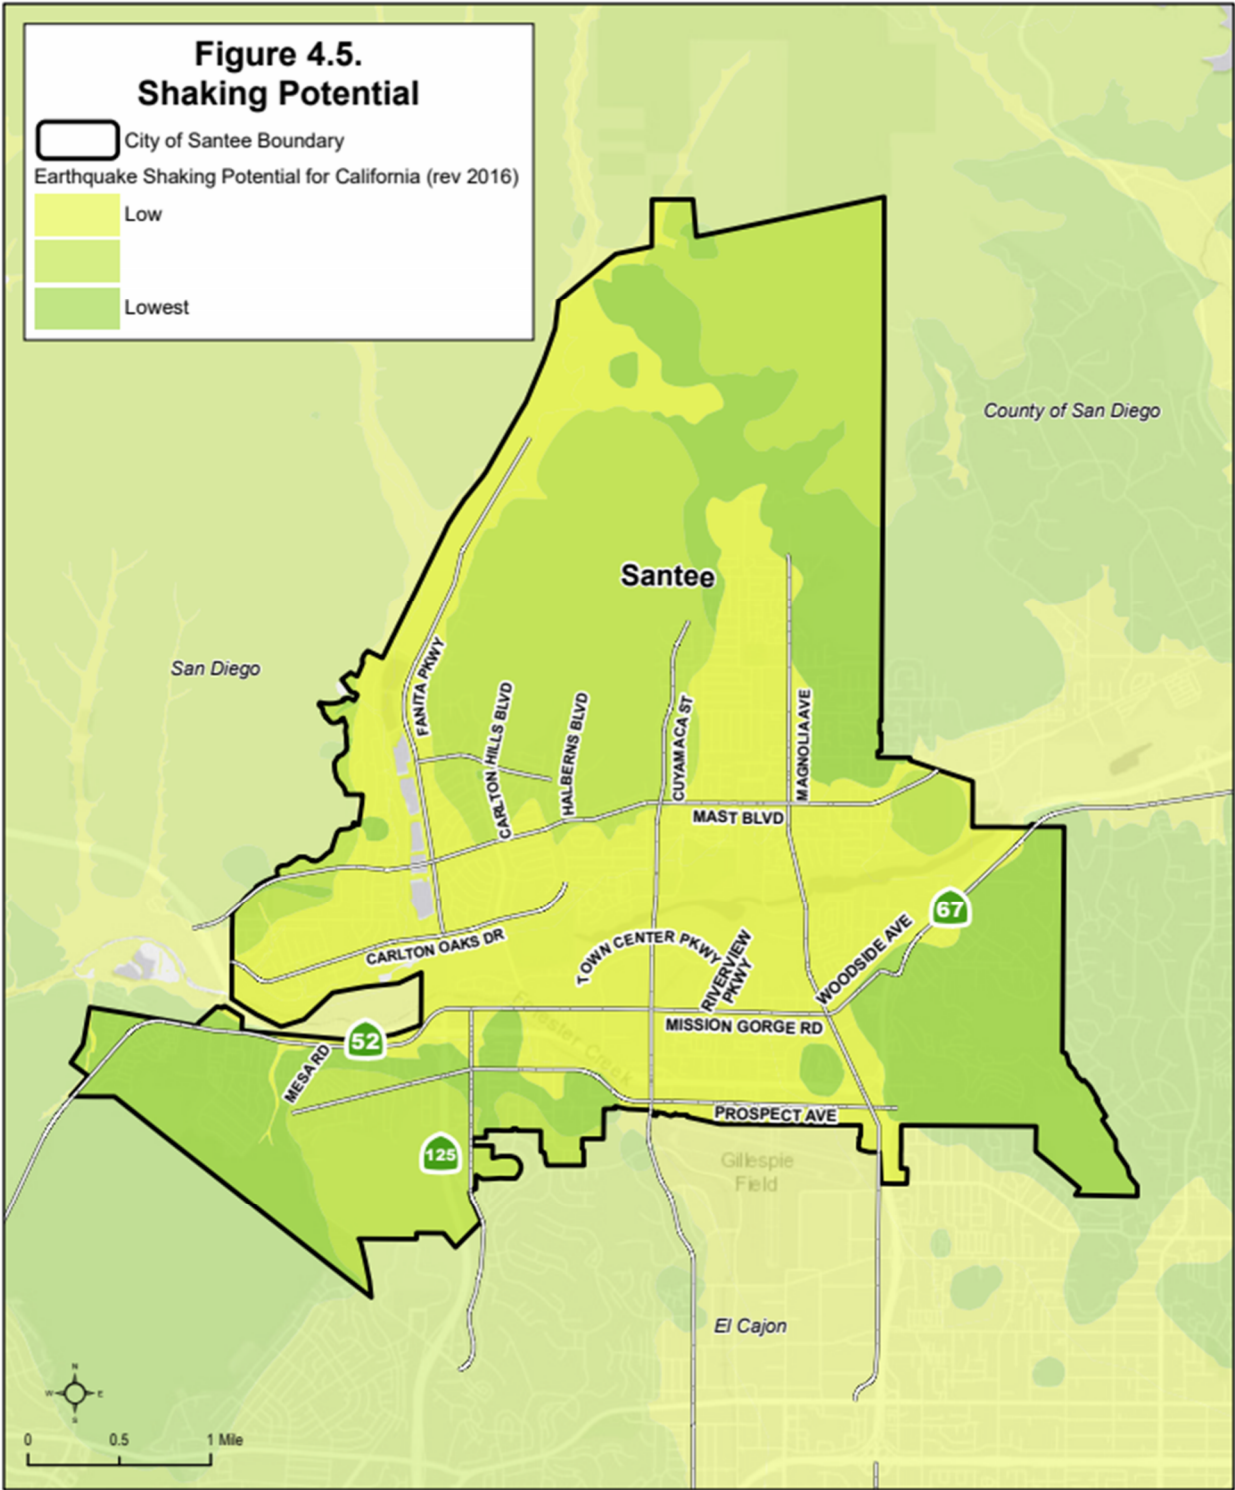 Figure 4.5.
Shaking Potential
City of Santee Boundary
Earthquake Shaking Potential for California (rev 2016)
Low
Lowest
County of San Diego
Santee
San Diego
FANITA PKWY
CARLTON HILLS BLVD
HALBERNS BLVD
CUYAMACA ST
MAGNOLIA AVE
MAST BLVD
67
CARLTON OAKS DR
TOWN CENTER PKWY
RIVERVIEW
PKWY
WOODSIDE AVE
Forester Creek
MISSION GORGE RD
52
MESA RD
PROSPECT AVE
125
Gillespie
Field
El Cajon
N
W E
S
0 0.5 1 Mile